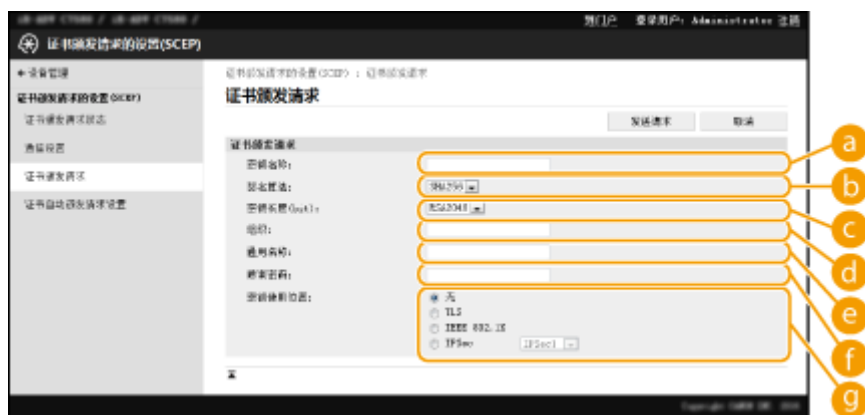 到门户 登录用户: Administrator 注销
证书颁发请求的设置(SCEP)
设备管理
证书颁发请求的设置(SCEP) : 证书颁发请求
证书颁发请求的设置(SCEP)
证书颁发请求
证书颁发请求状态
发送请求 取消
通信设置
证书颁发请求
证书颁发请求
密钥名称:
a
证书自动颁发请求设置
签名算法: SHA256
b
密钥长度(bit): RSA2048
c
组织:
d
通用名称:
e
质询密码:
f
密钥使用位置:
无
TLS
IEEE 802.1X
IPSec IPSec1
g